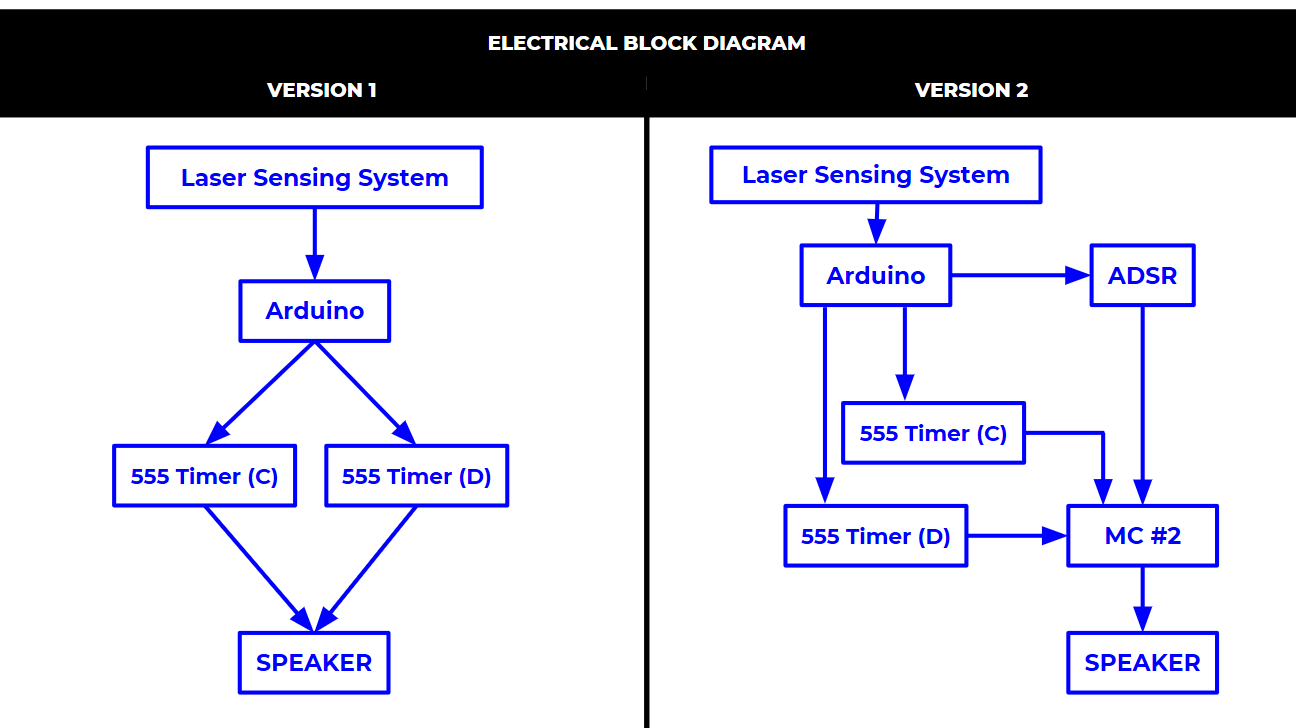 ELECTRICAL BLOCK DIAGRAM
VERSION 1
VERSION 2
Laser Sensing System
Arduino
555 Timer (C)
555 Timer (D)
SPEAKER
Laser Sensing System
Arduino
ADSR
555 Timer (C)
555 Timer (D)
MC #2
SPEAKER